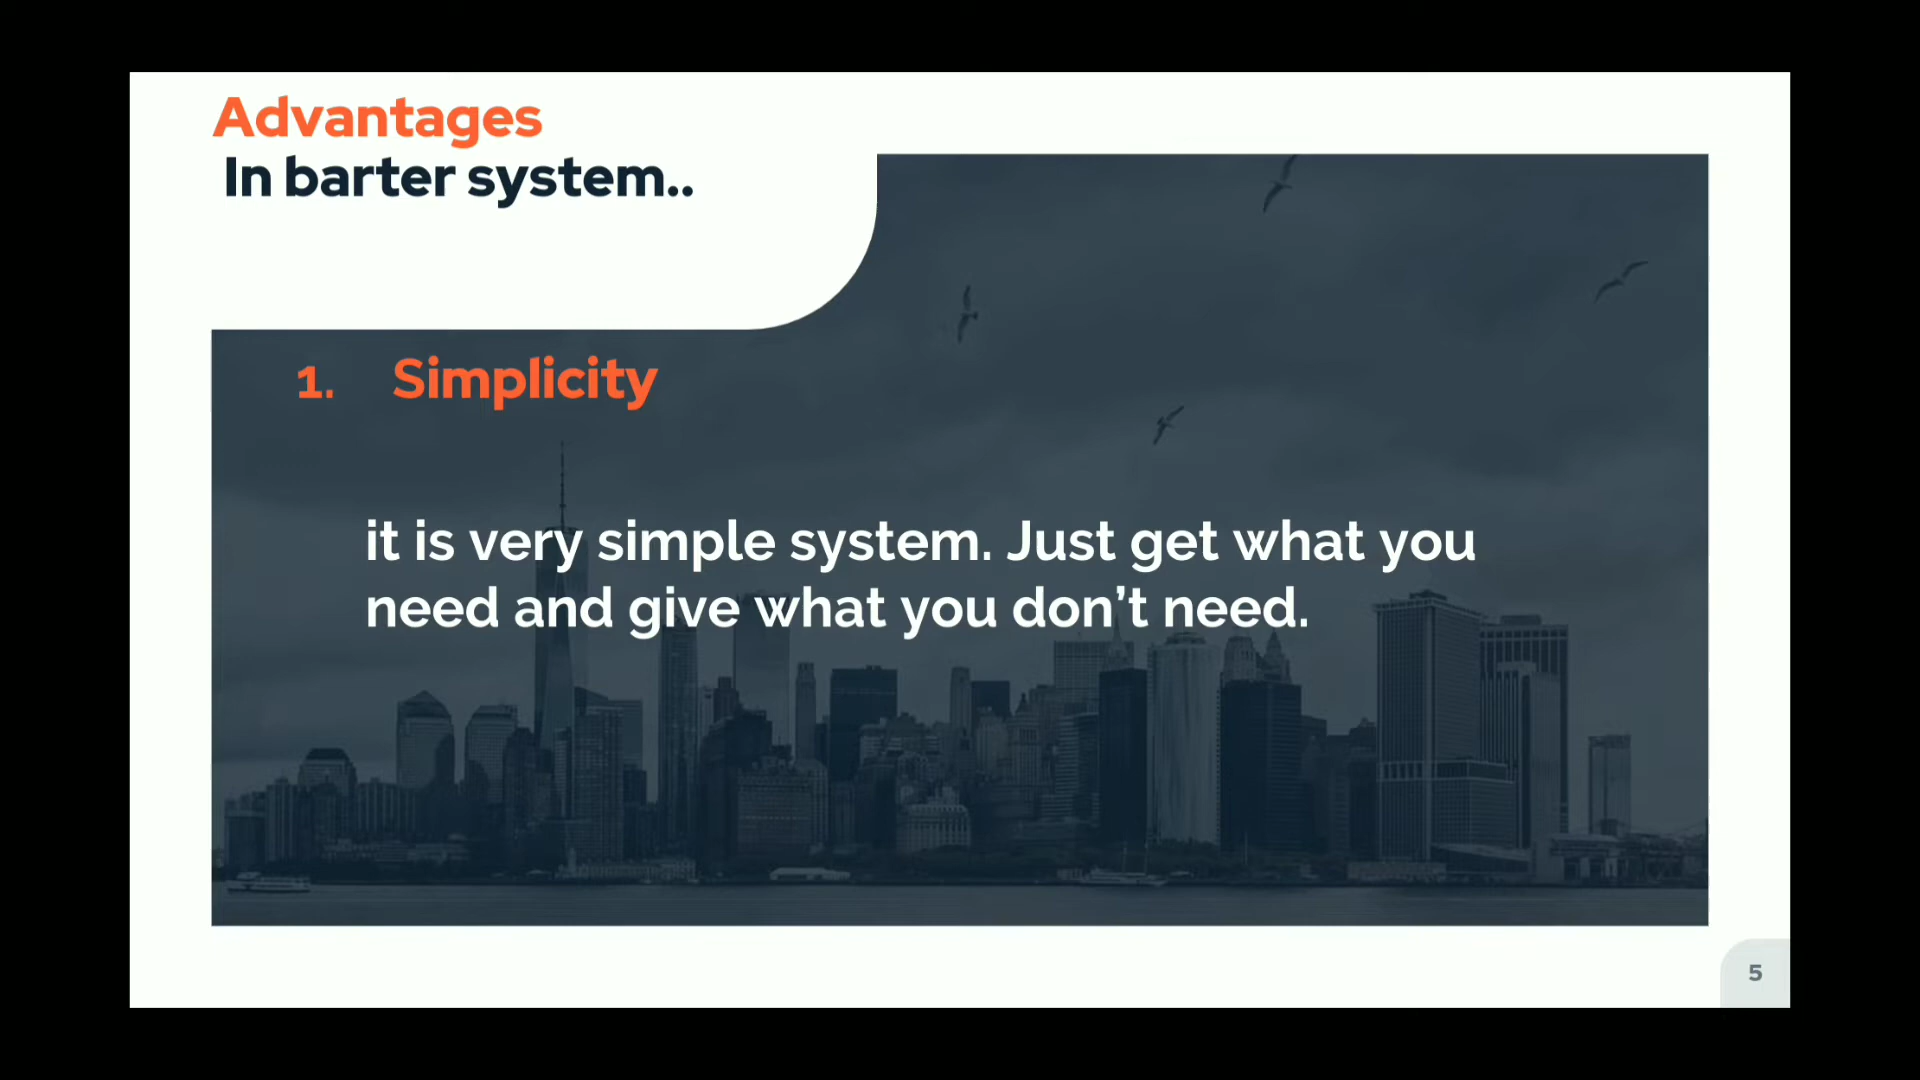 Advantages
In barter system..
1. Simplicity
it is very simple system. Just get what you
need and give what you don’t need.
5